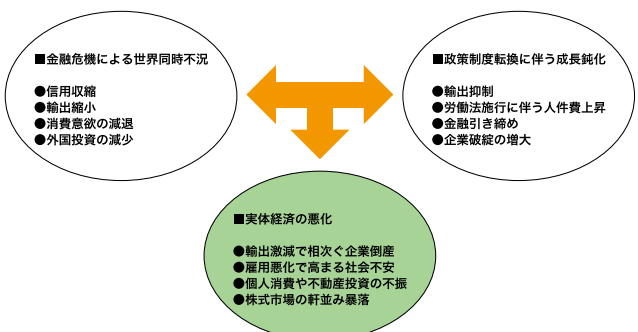 ■金融危機による世界同時不況
●信用収縮
●輸出縮小
●消費意欲の減退
●外国投資の減少
■政策制度転換に伴う成長鈍化
●輸出抑制
●労働法施行に伴う人件費上昇
●金融引き締め
●企業破綻の増大
■実体経済の悪化
●輸出激減で相次ぐ企業倒産
●雇用悪化で高まる社会不安
●個人消費や不動産投資の不振
●株式市場の軒並み暴落